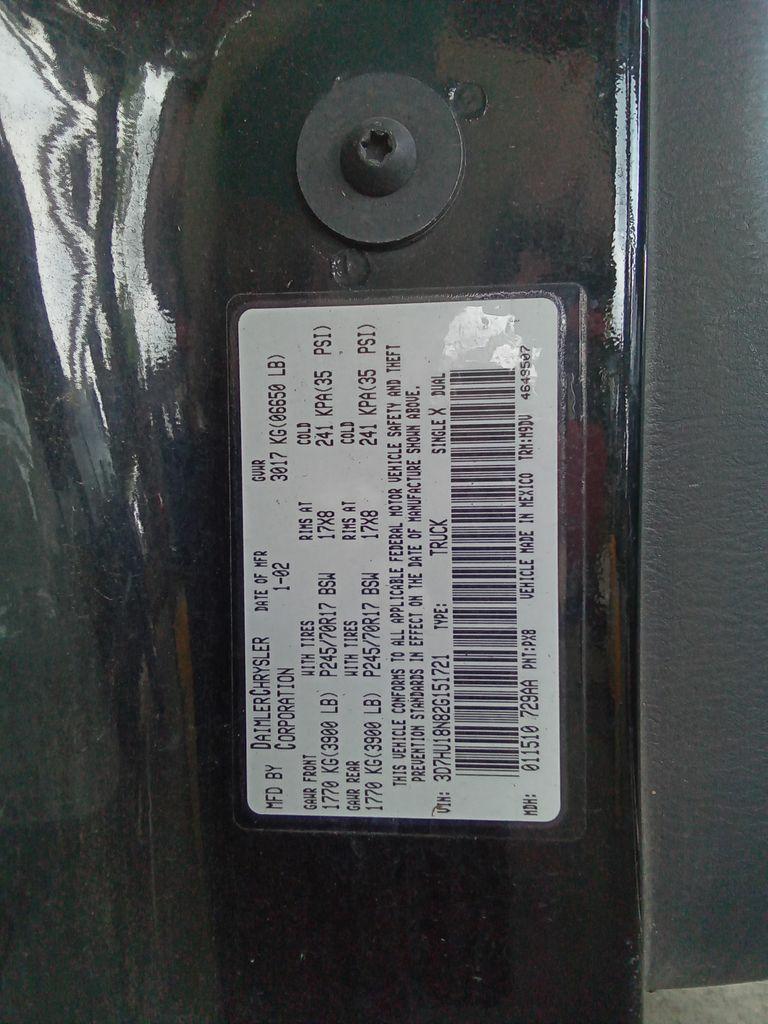 MFD BY DAIMLERCHRYSLER CORPORATION DATE OF MFR 1-02 GVWR 3017 KG(06650 LB)
GAWR FRONT WITH TIRES RIMS AT COLD
1770 KG(3900 LB) P245/70R17 BSW 17X8 241 KPA(35 PSI)
GAWR REAR WITH TIRES RIMS AT COLD
1770 KG(3900 LB) P245/70R17 BSW 17X8 241 KPA(35 PSI)
THIS VEHICLE CONFORMS TO ALL APPLICABLE FEDERAL MOTOR VEHICLE SAFETY AND THEFT
PREVENTION STANDARDS IN EFFECT ON THE DATE OF MANUFACTURE SHOWN ABOVE.
VIN: 3D7HU18N82G151721 TYPE: TRUCK SINGLE X DUAL
MDH: 011510 729AA PNT:PX8 VEHICLE MADE IN MEXICO TRM:M9DV 4649507